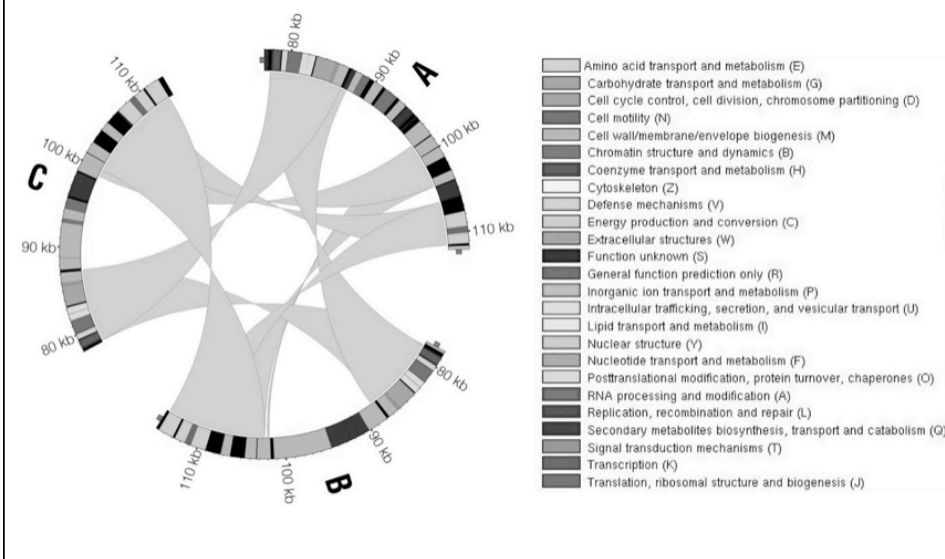 80 kb
90 kb
A
100 kb
110 kb
110 kb
100 kb
C
90 kb
80 kb
80 kb
90 kb
B
100 kb
110 kb
Amino acid transport and metabolism (E)
Carbohydrate transport and metabolism (G)
Cell cycle control, cell division, chromosome partitioning (D)
Cell motility (N)
Cell wall/membrane/envelope biogenesis (M)
Chromatin structure and dynamics (B)
Coenzyme transport and metabolism (H)
Cytoskeleton (Z)
Defense mechanisms (V)
Energy production and conversion (C)
Extracellular structures (W)
Function unknown (S)
General function prediction only (R)
Inorganic ion transport and metabolism (P)
Intracellular trafficking, secretion, and vesicular transport (U)
Lipid transport and metabolism (I)
Nuclear structure (Y)
Nucleotide transport and metabolism (F)
Posttranslational modification, protein turnover, chaperones (O)
RNA processing and modification (A)
Replication, recombination and repair (L)
Secondary metabolites biosynthesis, transport and catabolism (Q)
Signal transduction mechanisms (T)
Transcription (K)
Translation, ribosomal structure and biogenesis (J)